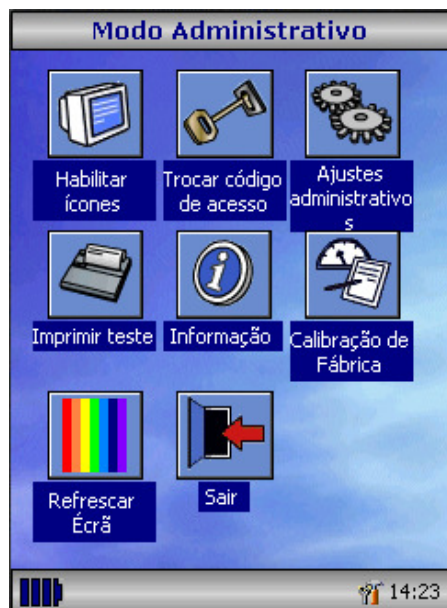 Modo Administrativo
Habilitar
ícones
Trocar código
de acesso
Ajustes
administrativo
s
Imprimir teste
Informação
Calibração de
Fábrica
Refrescar
Écrã
Sair
14:23